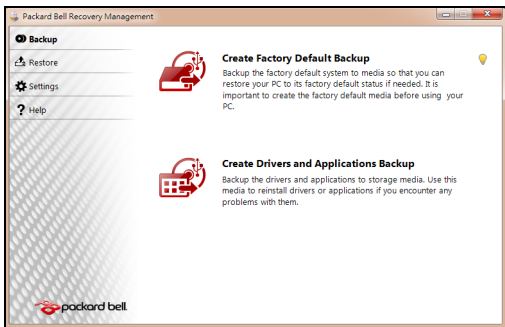 Packard Bell Recovery Management
Backup
Restore
Settings
Help
Create Factory Default Backup
Backup the factory default system to media so that you can
restore your PC to its factory default status if needed. It is
important to create the factory default media before using your
PC.
Create Drivers and Applications Backup
Backup the drivers and applications to storage media. Use this
media to reinstall drivers or applications if you encounter any
problems with them.
packard bell.